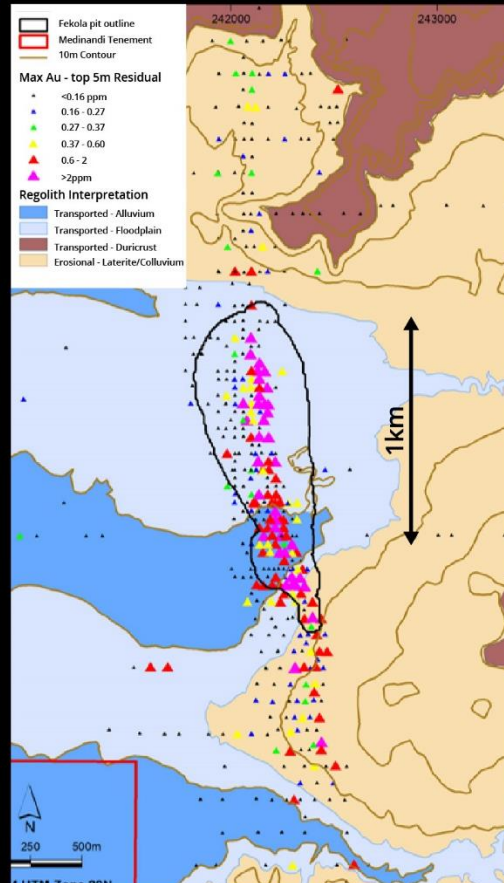 242000
243000
Fekola pit outline
Medinandi Tenement
10m Contour
Max Au - top 5m Residual
<0.16 ppm
0.16 - 0.27
0.27 - 0.37
0.37 - 0.60
0.6 - 2
>2ppm
Regolith Interpretation
Transported - Alluvium
Transported - Floodplain
Transported - Duricrust
Erosional - Laterite/Colluvium
1km
N
250
500m